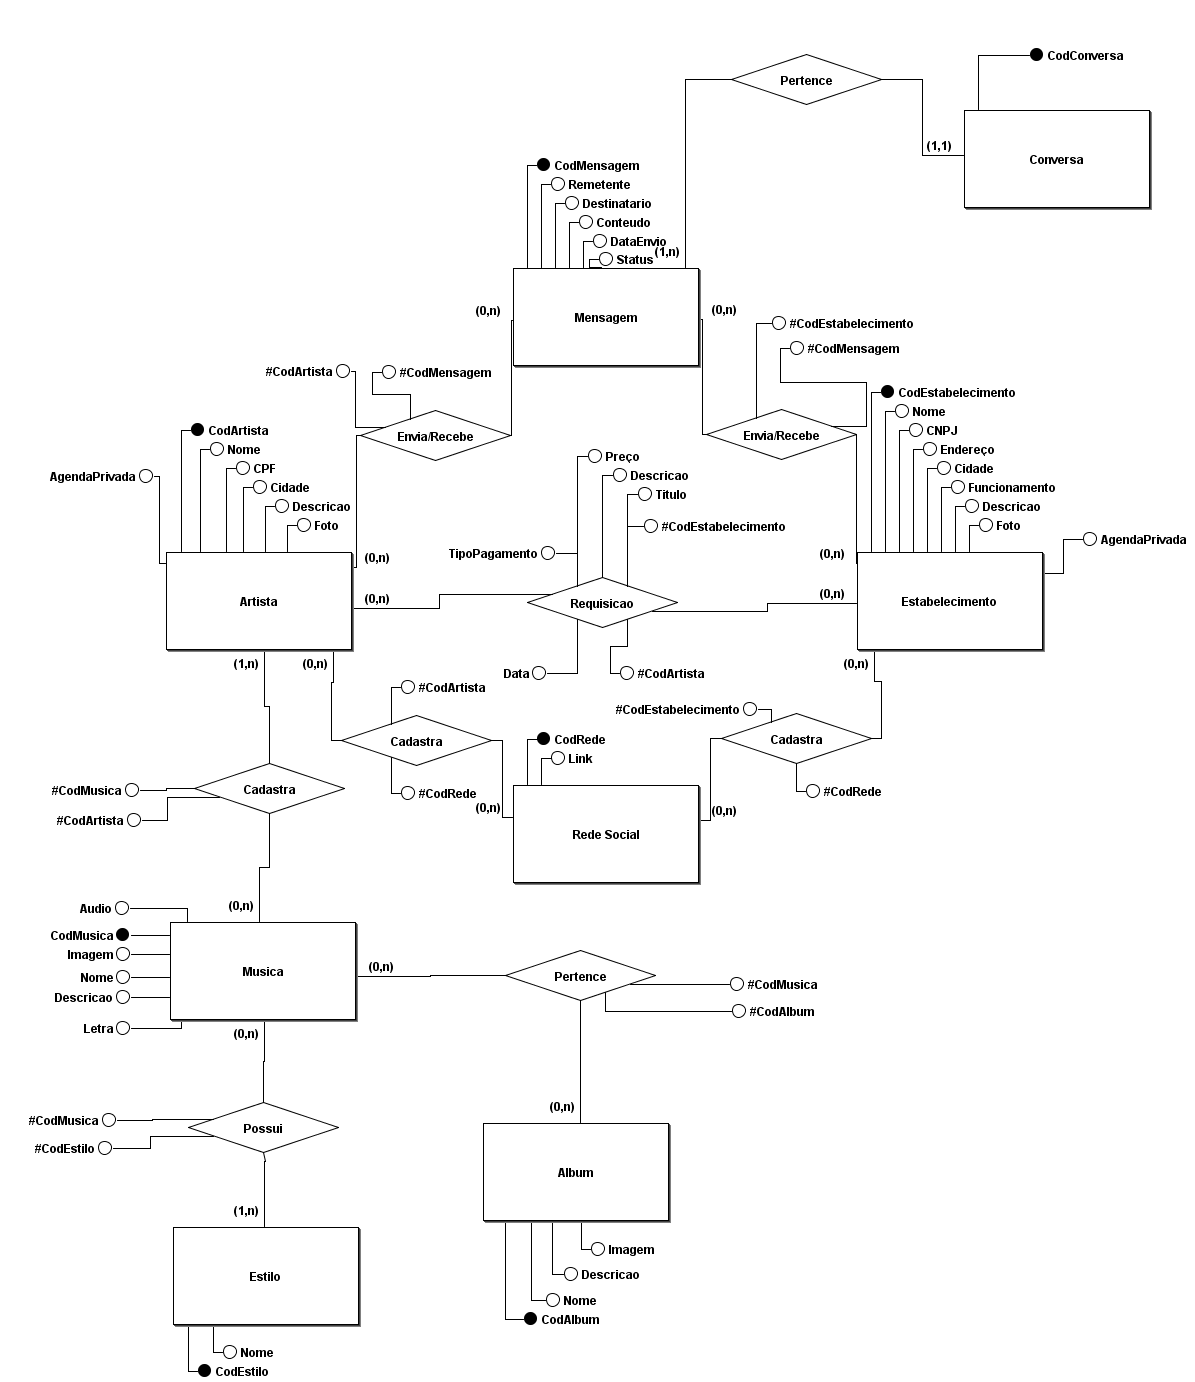 CodConversa
Pertence
(1,1)
Conversa
CodMensagem
Remetente
Destinatario
Conteudo
DataEnvio
(1,n)
Status
Mensagem
(0,n)
(0,n)
#CodEstabelecimento
#CodMensagem
#CodArtista
#CodMensagem
Envia/Recebe
Envia/Recebe
CodArtista
Nome
CPF
Cidade
Descricao
Foto
AgendaPrivada
CodEstabelecimento
Nome
CNPJ
Endereço
Cidade
Funcionamento
Descricao
Foto
AgendaPrivada
Preço
Descricao
Titulo
#CodEstabelecimento
TipoPagamento
(0,n)
(0,n)
Artista
(0,n)
Requisicao
(0,n)
Estabelecimento
(1,n)
(0,n)
Data
#CodArtista
(0,n)
#CodArtista
Cadastra
#CodRede
#CodEstabelecimento
Cadastra
#CodRede
CodRede
Link
(0,n)
(0,n)
Rede Social
#CodMusica
Cadastra
#CodArtista
(0,n)
Audio
CodMusica
Imagem
Nome
Descricao
Letra
Musica
(0,n)
Pertence
#CodMusica
#CodAlbum
(0,n)
(0,n)
#CodMusica
Possui
#CodEstilo
Album
(1,n)
Estilo
Imagem
Descricao
Nome
CodAlbum
Nome
CodEstilo